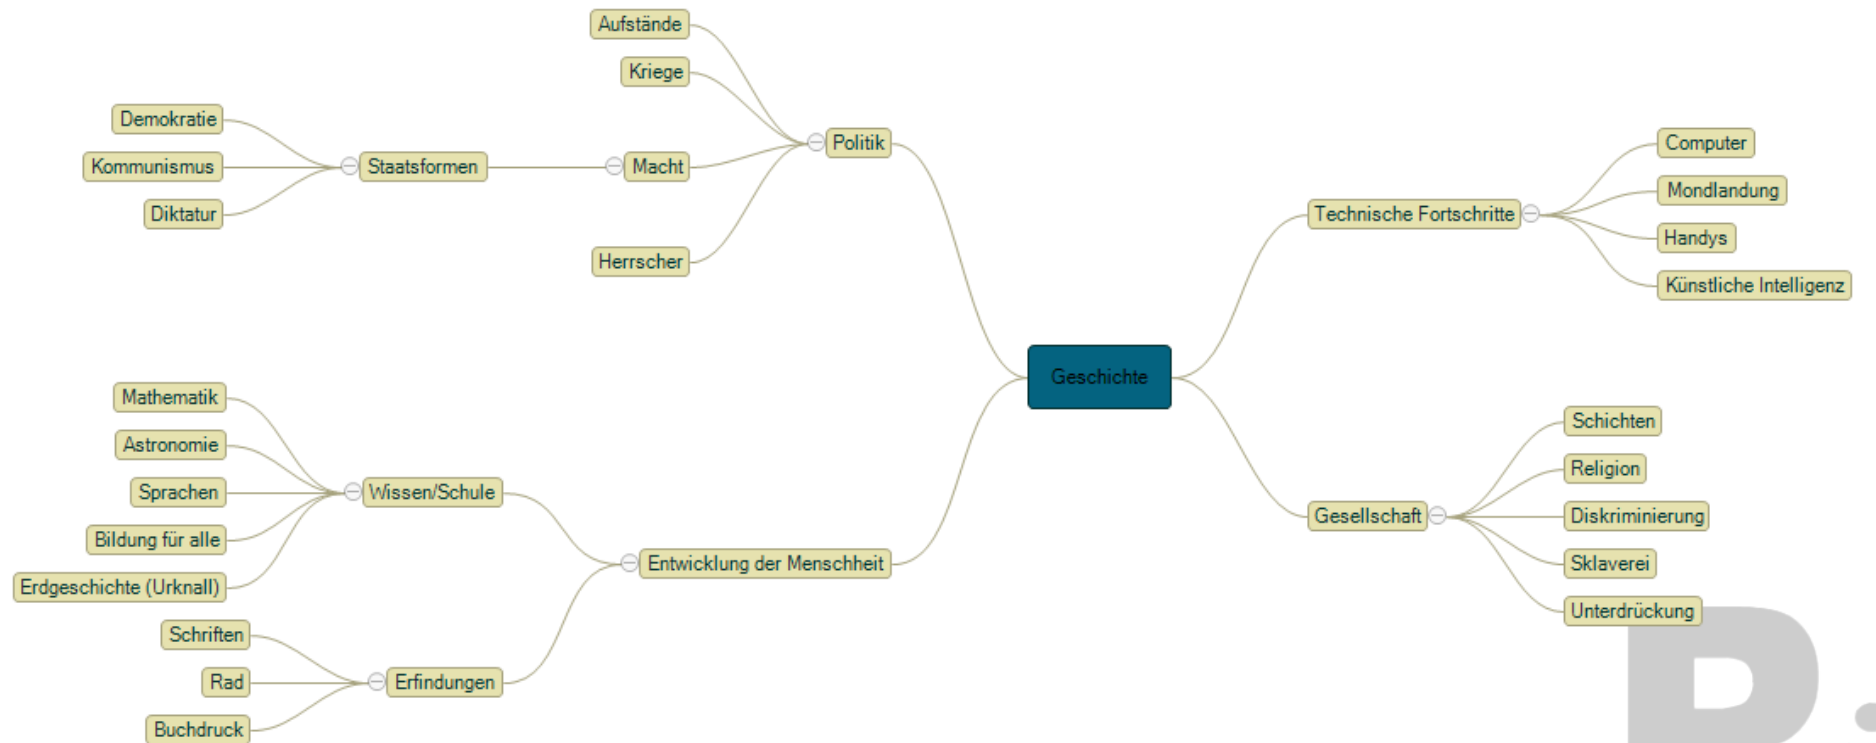 Aufstände
Kriege
Politik
Demokratie
Kommunismus
Staatsformen
Macht
Diktatur
Herrscher
Computer
Mondlandung
Technische Fortschritte
Handys
Künstliche Intelligenz
Geschichte
Mathematik
Astronomie
Sprachen
Wissen/Schule
Bildung für alle
Erdgeschichte (Urknall)
Entwicklung der Menschheit
Schriften
Rad
Erfindungen
Buchdruck
Schichten
Religion
Gesellschaft
Diskriminierung
Sklaverei
Unterdrückung